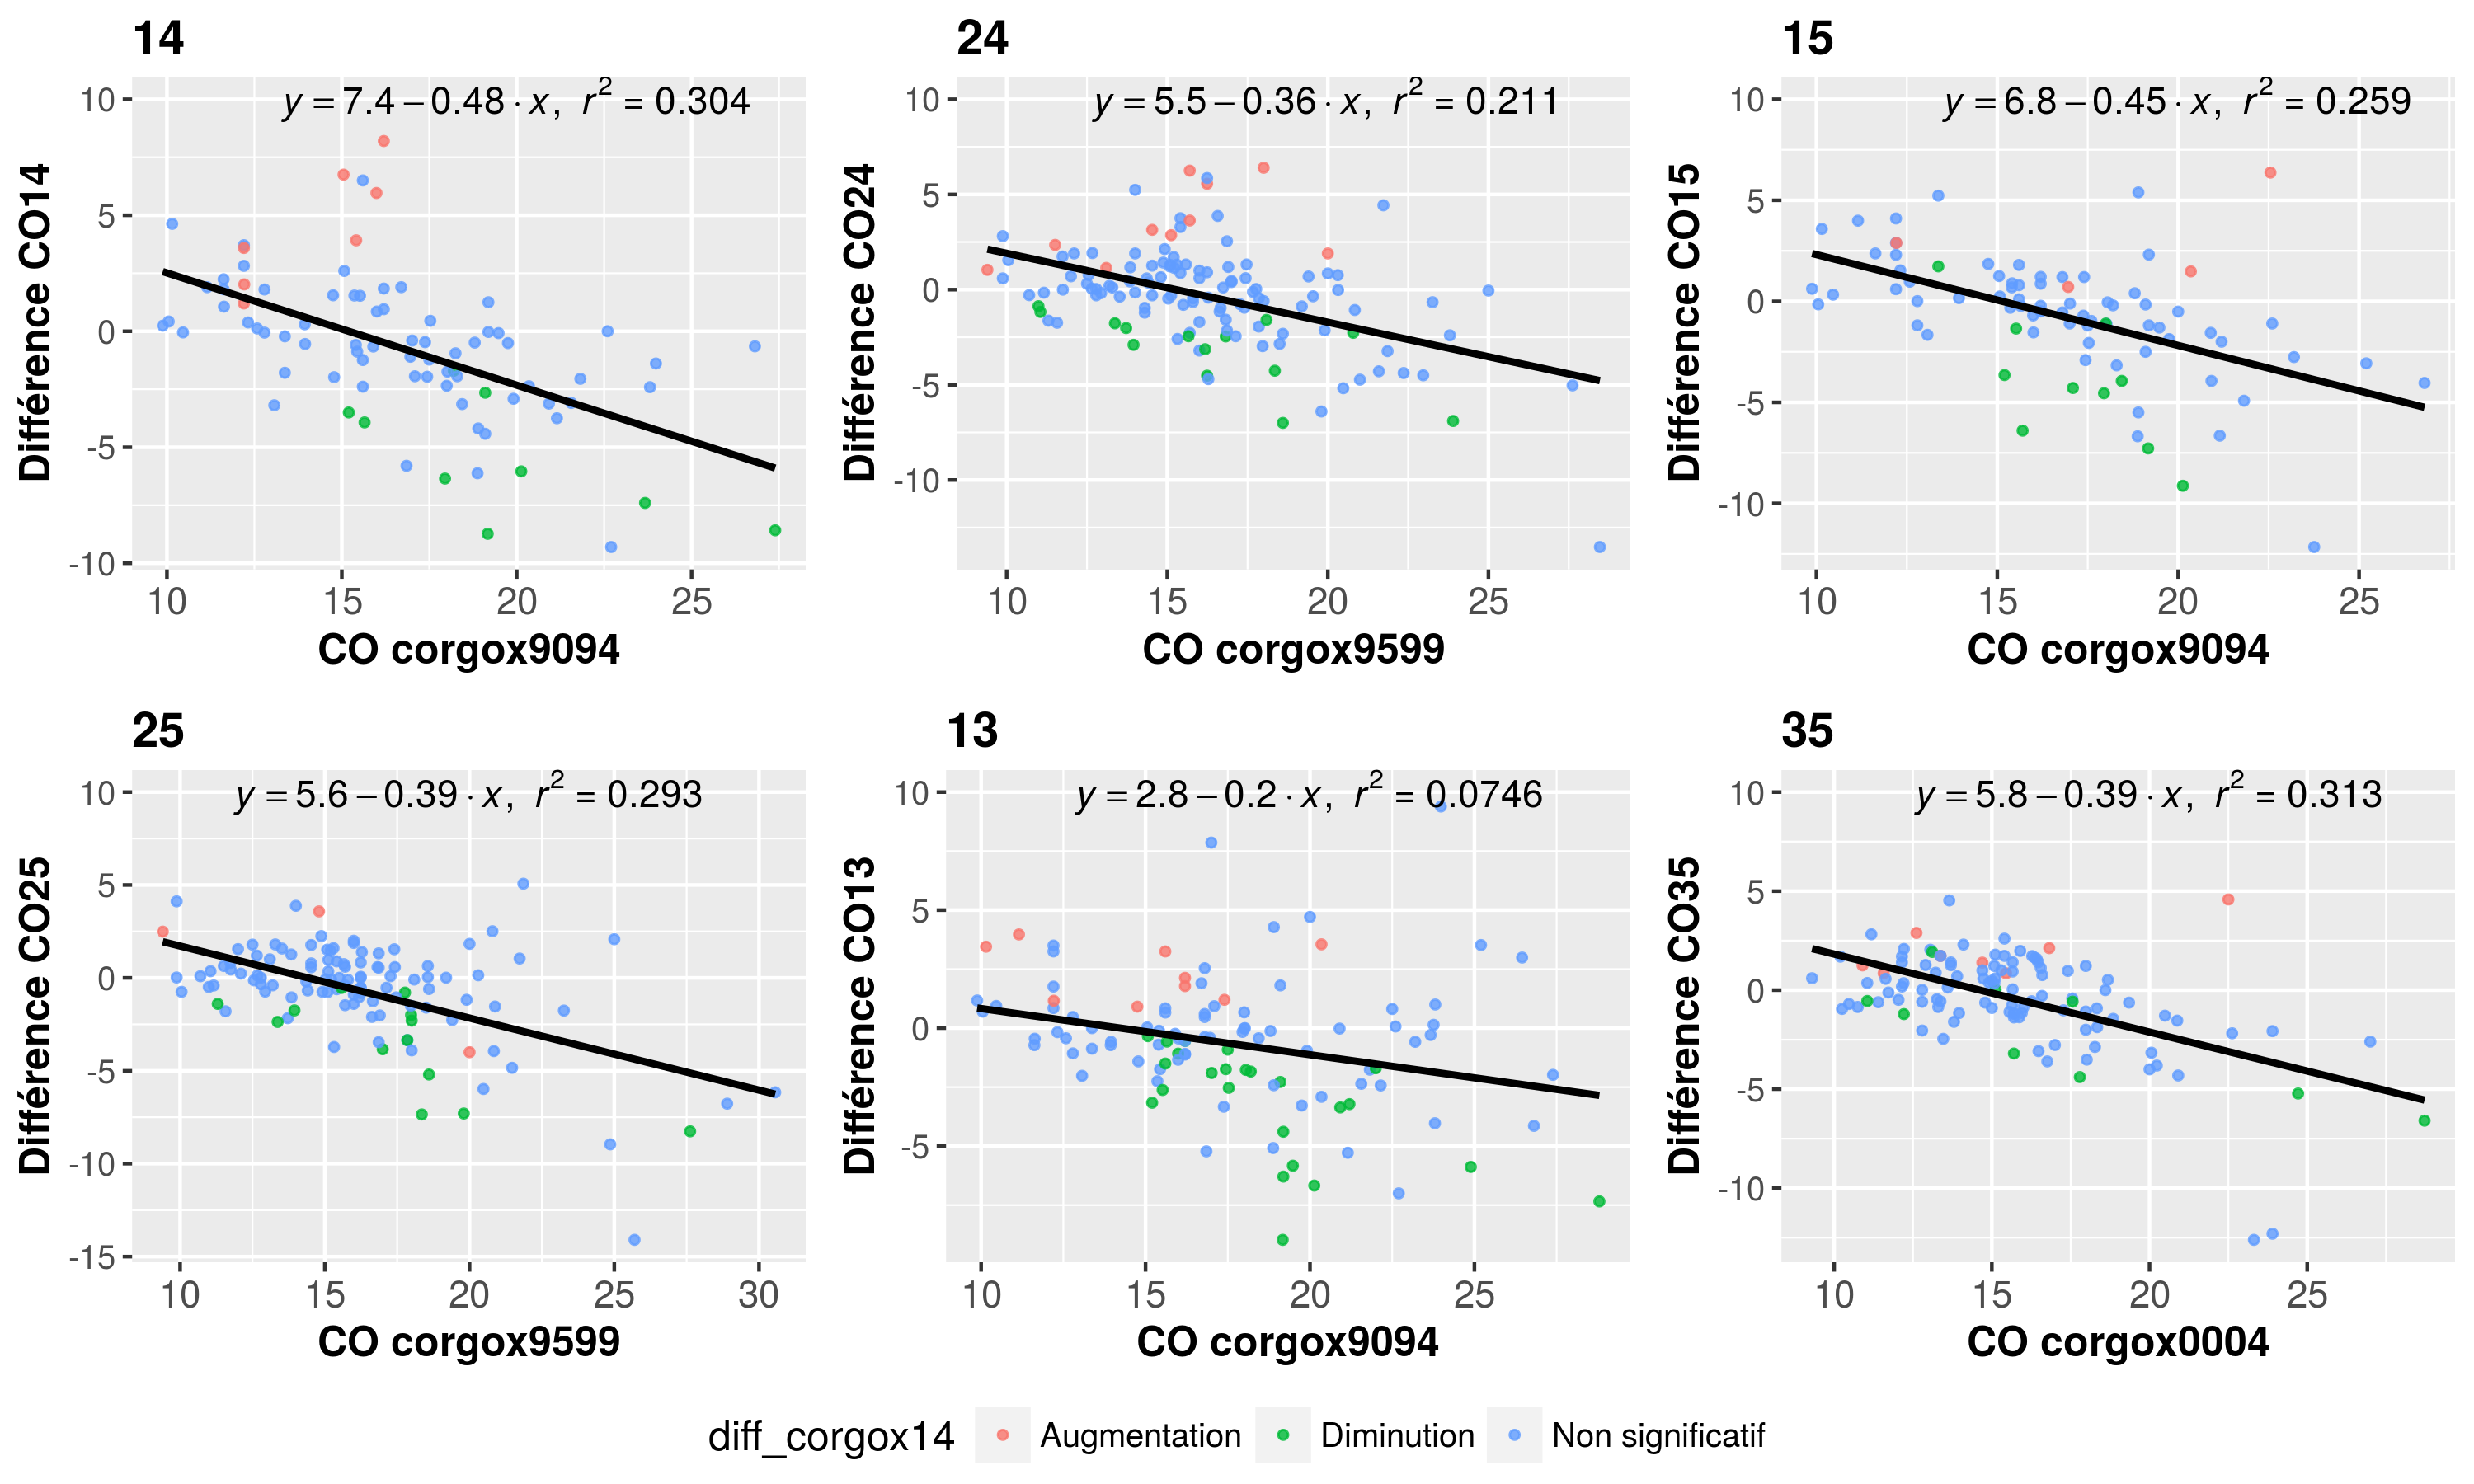 14
y = 7.4 − 0.48 · x, r² = 0.304
Différence CO14
10
5
0
-5
-10
10 15 20 25
CO corgox9094
24
y = 5.5 − 0.36 · x, r² = 0.211
Différence CO24
10
5
0
-5
-10
10 15 20 25
CO corgox9599
15
y = 6.8 − 0.45 · x, r² = 0.259
Différence CO15
10
5
0
-5
-10
10 15 20 25
CO corgox9094
25
y = 5.6 − 0.39 · x, r² = 0.293
Différence CO25
10
5
0
-5
-10
-15
10 15 20 25 30
CO corgox9599
13
y = 2.8 − 0.2 · x, r² = 0.0746
Différence CO13
10
5
0
-5
10 15 20 25
CO corgox9094
35
y = 5.8 − 0.39 · x, r² = 0.313
Différence CO35
10
5
0
-5
-10
10 15 20 25
CO corgox0004
diff_corgox14 Augmentation Diminution Non significatif